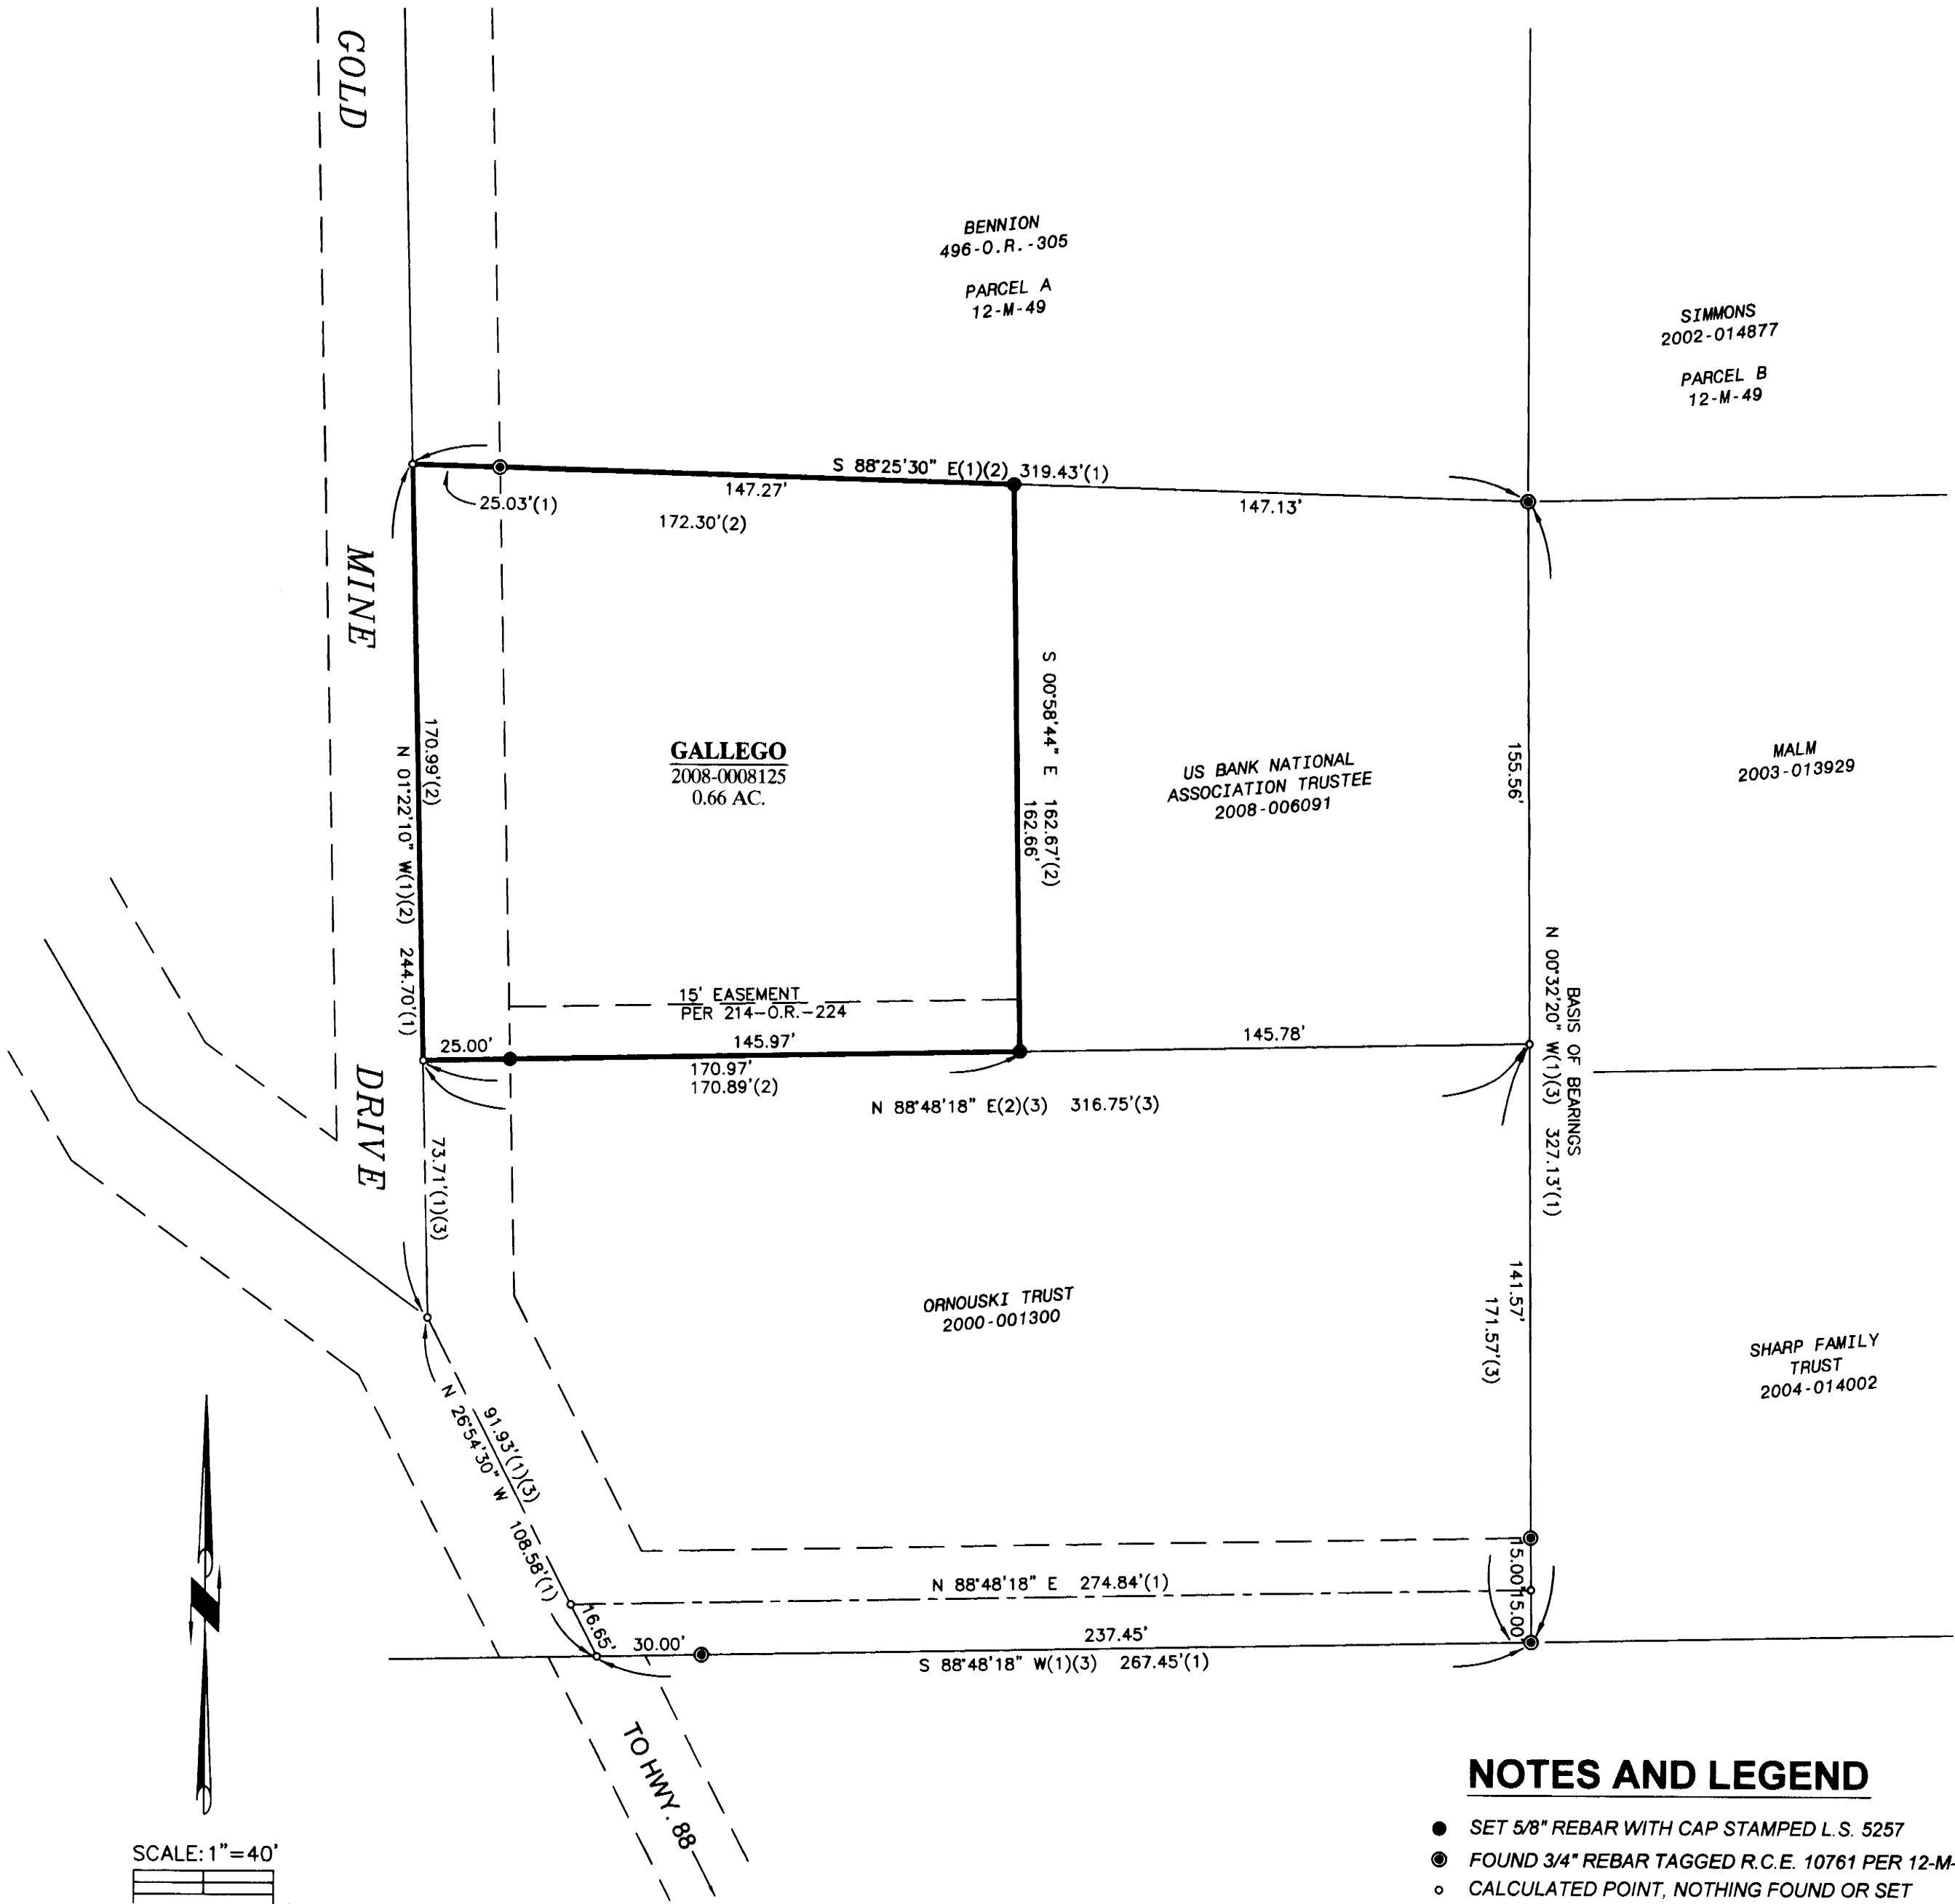 GOLD
MINE
DRIVE
BENNION
496-O.R.-305
PARCEL A
12-M-49
SIMMONS
2002-014877
PARCEL B
12-M-49
S 88°25'30" E(1)(2) 319.43'(1)
25.03'(1)
147.27'
172.30'(2)
147.13'
170.99'(2)
N 01°22'10" W(1)(2) 244.70'(1)
GALLEGO
2008-0008125
0.66 AC.
S 00°58'44" E 162.67'(2)
162.66'
US BANK NATIONAL
ASSOCIATION TRUSTEE
2008-006091
155.56'
MALM
2003-013929
BASIS OF BEARINGS
N 00°32'20" W(1)(3) 327.13'(1)
15' EASEMENT
PER 214-O.R.-224
25.00'
145.97'
145.78'
170.97'
170.89'(2)
N 88°48'18" E(2)(3) 316.75'(3)
73.71'(1)(3)
ORNOUSKI TRUST
2000-001300
141.57'
171.57'(3)
SHARP FAMILY
TRUST
2004-014002
91.93'(1)(3)
N 26°54'30" W 108.58'(1)
16.65'
N 88°48'18" E 274.84'(1)
15.00'
15.00'
30.00'
237.45'
S 88°48'18" W(1)(3) 267.45'(1)
TO HWY. 88
SCALE: 1"=40'
NOTES AND LEGEND
SET 5/8" REBAR WITH CAP STAMPED L.S. 5257
FOUND 3/4" REBAR TAGGED R.C.E. 10761 PER 12-M-
CALCULATED POINT, NOTHING FOUND OR SET